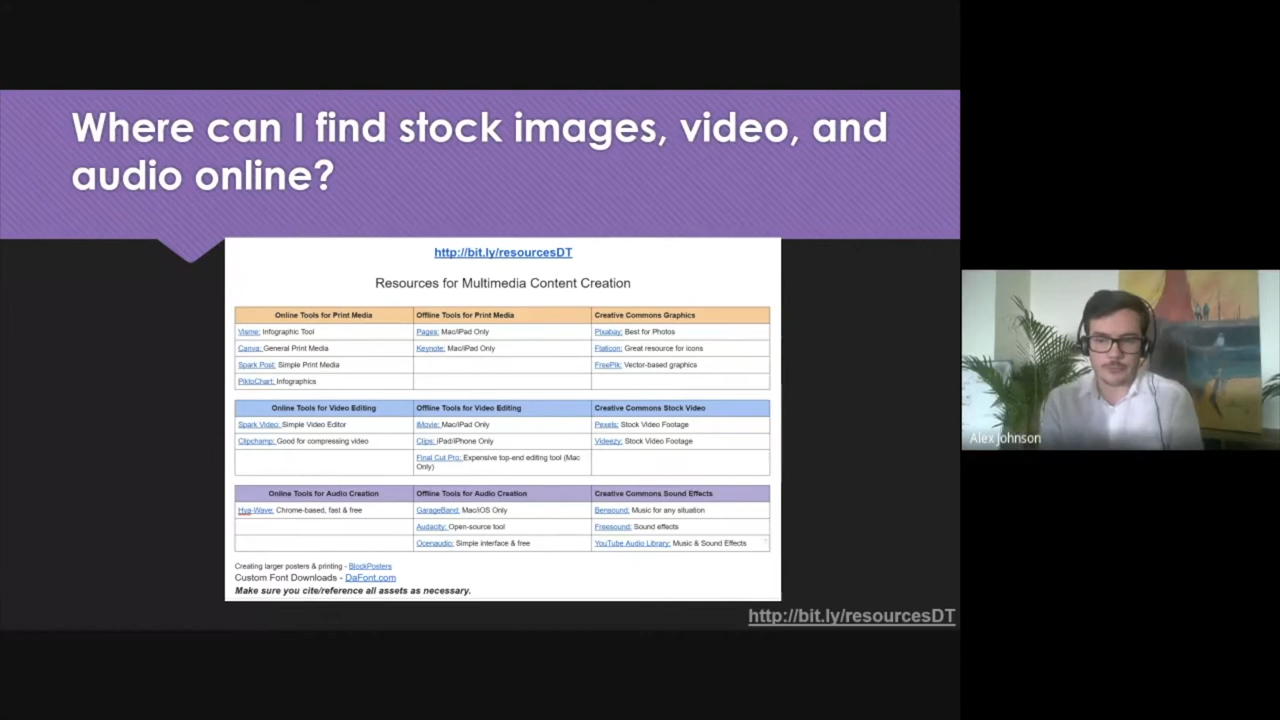 Where can I find stock images, video, and
audio online?
http://bit.ly/resourcesDT
Resources for Multimedia Content Creation
Online Tools for Print Media Offline Tools for Print Media Creative Commons Graphics
Visme: Infographic Tool Pages: Mac/iPad Only Pixabay: Best for Photos
Canva: General Print Media Keynote: Mac/iPad Only Flaticon: Great resource for icons
Spark Post: Simple Print Media FreePik: Vector-based graphics
PiktoChart: Infographics
Online Tools for Video Editing Offline Tools for Video Editing Creative Commons Stock Video
Spark Video: Simple Video Editor iMovie: Mac/iPad Only Pexels: Stock Video Footage
Clipchamp: Good for compressing video Clips: iPad/iPhone Only Videezy: Stock Video Footage
Final Cut Pro: Expensive top-end editing tool (Mac
Only)
Online Tools for Audio Creation Offline Tools for Audio Creation Creative Commons Sound Effects
Hya-Wave: Chrome-based, fast & free GarageBand: Mac/iOS Only Bensound: Music for any situation
Audacity: Open-source tool Freesound: Sound effects
Ocenaudio: Simple interface & free YouTube Audio Library: Music & Sound Effects
Creating larger posters & printing - BlockPosters
Custom Font Downloads - DaFont.com
Make sure you cite/reference all assets as necessary.
http://bit.ly/resourcesDT
Alex Johnson